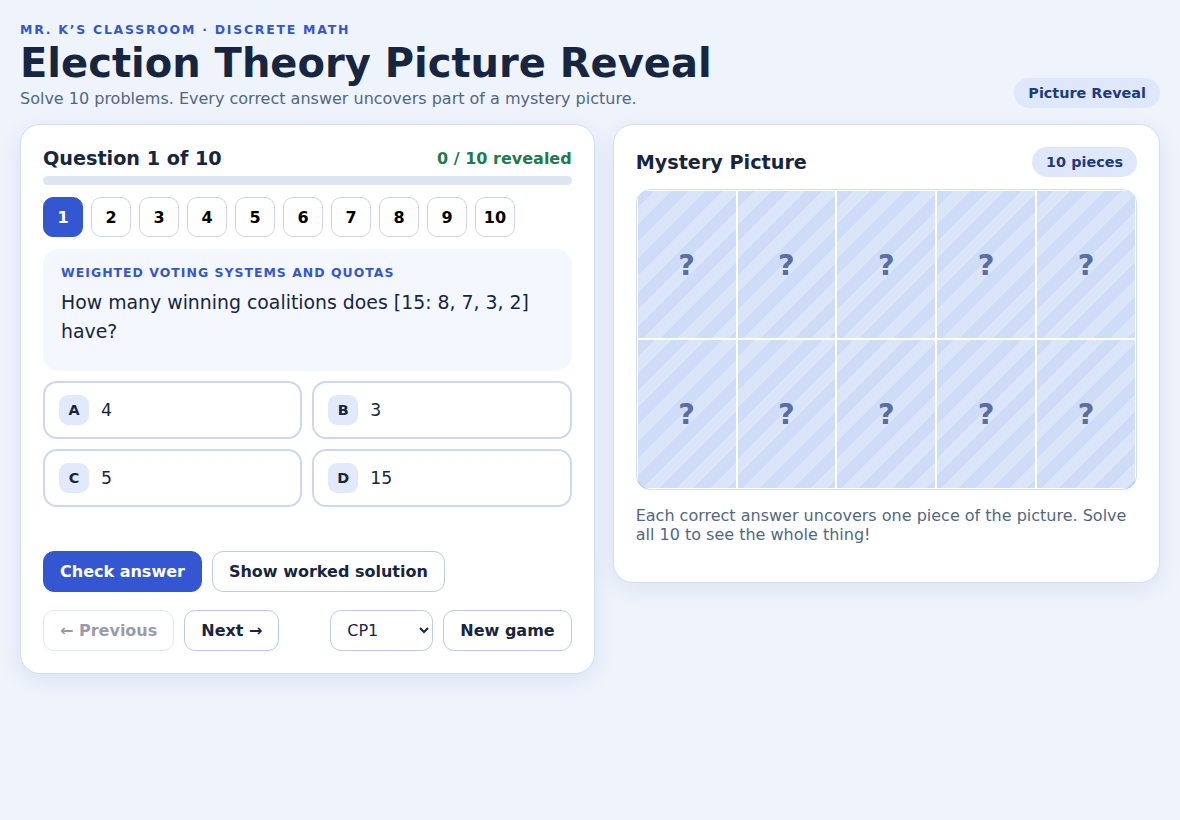 MR. K’S CLASSROOM · DISCRETE MATH
Election Theory Picture Reveal
Solve 10 problems. Every correct answer uncovers part of a mystery picture.
Picture Reveal
Question 1 of 10
0 / 10 revealed
1 2 3 4 5 6 7 8 9 10
WEIGHTED VOTING SYSTEMS AND QUOTAS
How many winning coalitions does [15: 8, 7, 3, 2]
have?
A 4
B 3
C 5
D 15
Check answer
Show worked solution
← Previous
Next →
CP1
New game
Mystery Picture
10 pieces
? ? ? ? ?
? ? ? ? ?
Each correct answer uncovers one piece of the picture. Solve
all 10 to see the whole thing!